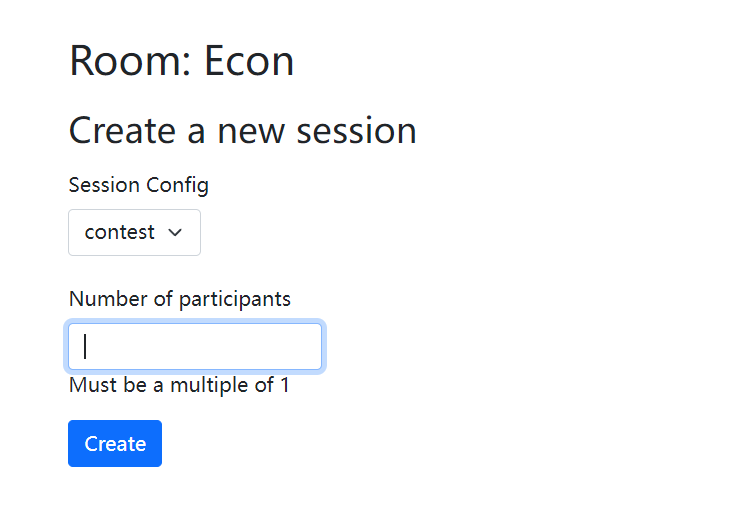 Room: Econ
Create a new session
Session Config
contest
Number of participants
Must be a multiple of 1
Create